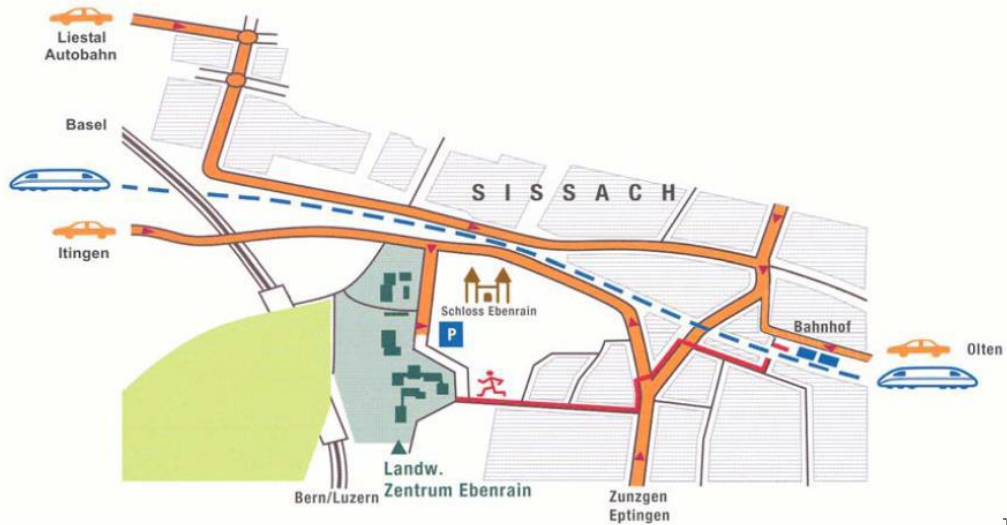 Liestal
Autobahn
Basel
SISSACH
Itingen
Schloss Ebenrain
P
Bahnhof
Olten
Landw.
Zentrum Ebenrain
Bern/Luzern
Zunzgen
Eptingen